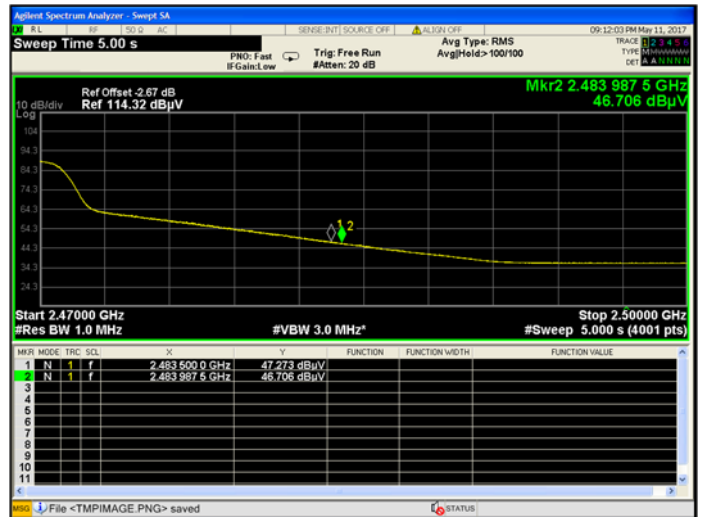 Agilent Spectrum Analyzer - Swept SA
RL RF 50 Ω AC SENSE:INT SOURCE OFF ALIGN OFF 09:12:03 PM May 11, 2017
Sweep Time 5.00 s Avg Type: RMS TRACE 1 2 3 4 5 6
PNO: Fast Trig: Free Run Avg|Hold:>100/100 TYPE MWWWWW
IFGain:Low #Atten: 20 dB DET A A N N N N
Mkr2 2.483 987 5 GHz
Ref Offset -2.67 dB
10 dB/div Ref 114.32 dBµV 46.706 dBµV
Log
104
94.3
84.3
74.3
64.3
54.3
44.3
34.3
24.3
1 2
Start 2.47000 GHz Stop 2.50000 GHz
#Res BW 1.0 MHz #VBW 3.0 MHz* #Sweep 5.000 s (4001 pts)
MKR MODE TRC SCL X Y FUNCTION FUNCTION WIDTH FUNCTION VALUE
1 N 1 f 2.483 500 0 GHz 47.273 dBµV
2 N 1 f 2.483 987 5 GHz 46.706 dBµV
3
4
5
6
7
8
9
10
11
MSG File <TMPIMAGE.PNG> saved STATUS